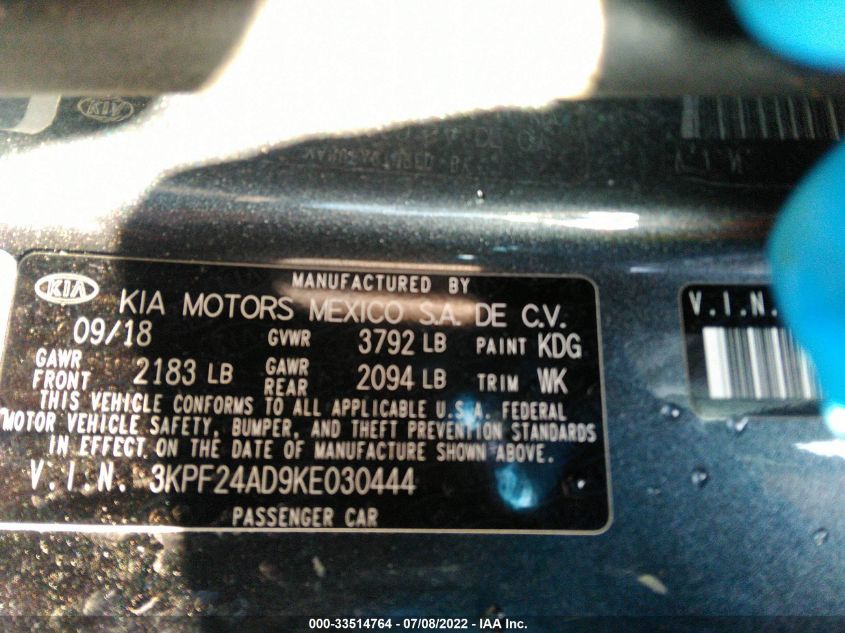 KIA
KIA
MANUFACTURED BY
KIA MOTORS MEXICO S.A. DE C.V.
09/18 GVWR 3792 LB PAINT KDG
GAWR FRONT 2183 LB GAWR REAR 2094 LB TRIM WK
THIS VEHICLE CONFORMS TO ALL APPLICABLE U.S.A. FEDERAL
MOTOR VEHICLE SAFETY, BUMPER, AND THEFT PREVENTION STANDARDS
IN EFFECT ON THE DATE OF MANUFACTURE SHOWN ABOVE.
V.I.N. 3KPF24AD9KE030444
PASSENGER CAR
V.I.N.
000-33514764 - 07/08/2022 - IAA Inc.